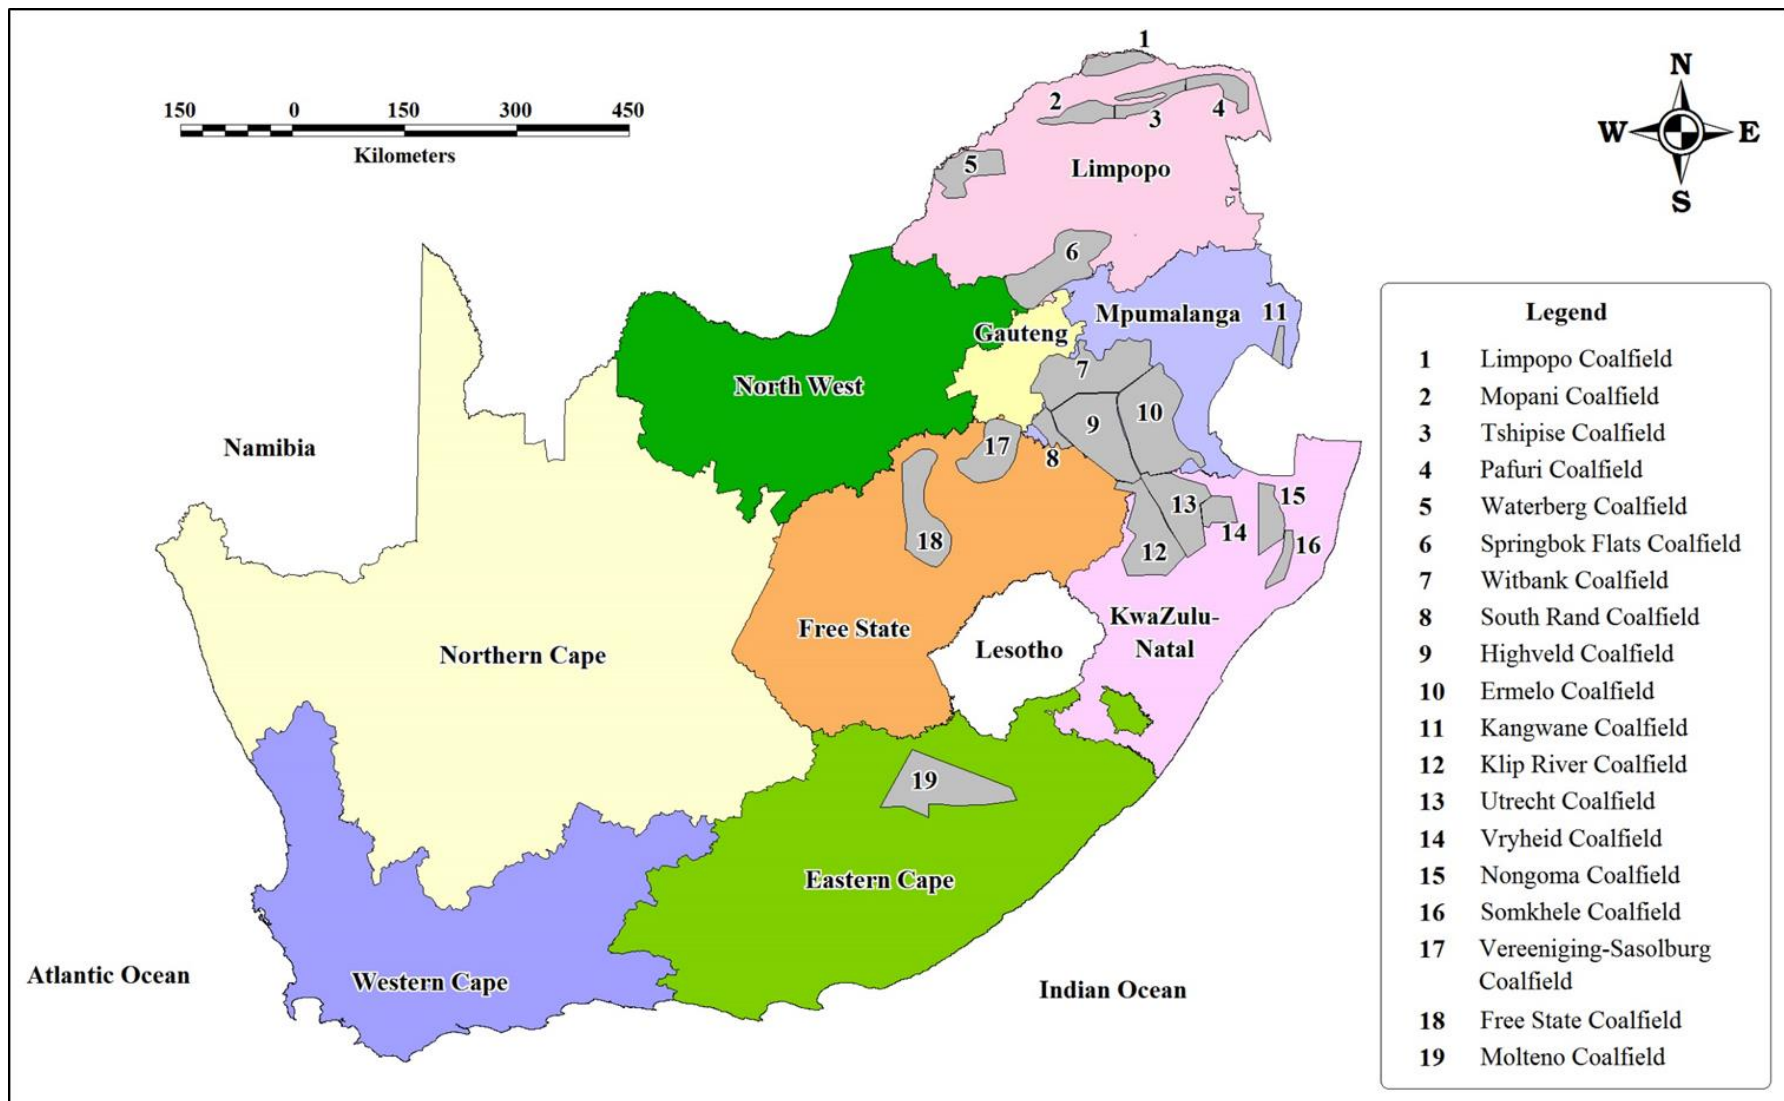 1
N
150 0 150 300 450
2
3
4
W E
Kilometers
5
Limpopo
S
6
Mpumalanga
11
Gauteng
7
North West
10
9
Namibia
17
8
15
13
14
18
12
16
Free State
KwaZulu-
Natal
Lesotho
Northern Cape
19
Eastern Cape
Western Cape
Atlantic Ocean
Indian Ocean
Legend
1 Limpopo Coalfield
2 Mopani Coalfield
3 Tshipise Coalfield
4 Pafuri Coalfield
5 Waterberg Coalfield
6 Springbok Flats Coalfield
7 Witbank Coalfield
8 South Rand Coalfield
9 Highveld Coalfield
10 Ermelo Coalfield
11 Kangwane Coalfield
12 Klip River Coalfield
13 Utrecht Coalfield
14 Vryheid Coalfield
15 Nongoma Coalfield
16 Somkhele Coalfield
17 Vereeniging-Sasolburg
Coalfield
18 Free State Coalfield
19 Molteno Coalfield